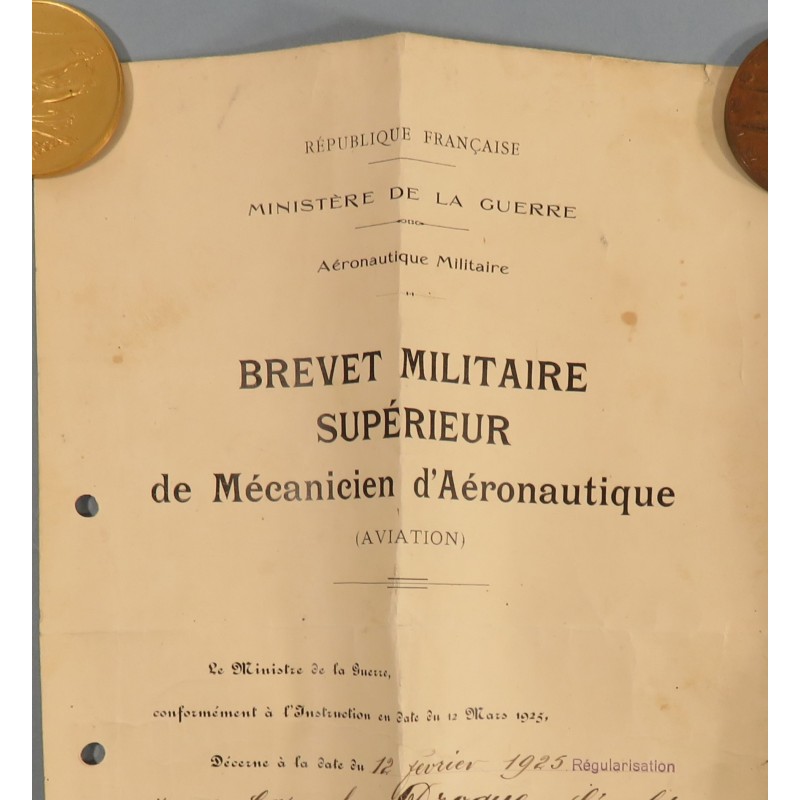 RÉPUBLIQUE FRANÇAISE
MINISTÈRE DE LA GUERRE
Aéronautique Militaire
BREVET MILITAIRE
SUPÉRIEUR
de Mécanicien d'Aéronautique
(AVIATION)
Le Ministre de la Guerre,
conformément à l'Instruction en date du 12 Mars 1925,
Décerne à la date du 12 février 1925 Régularisation